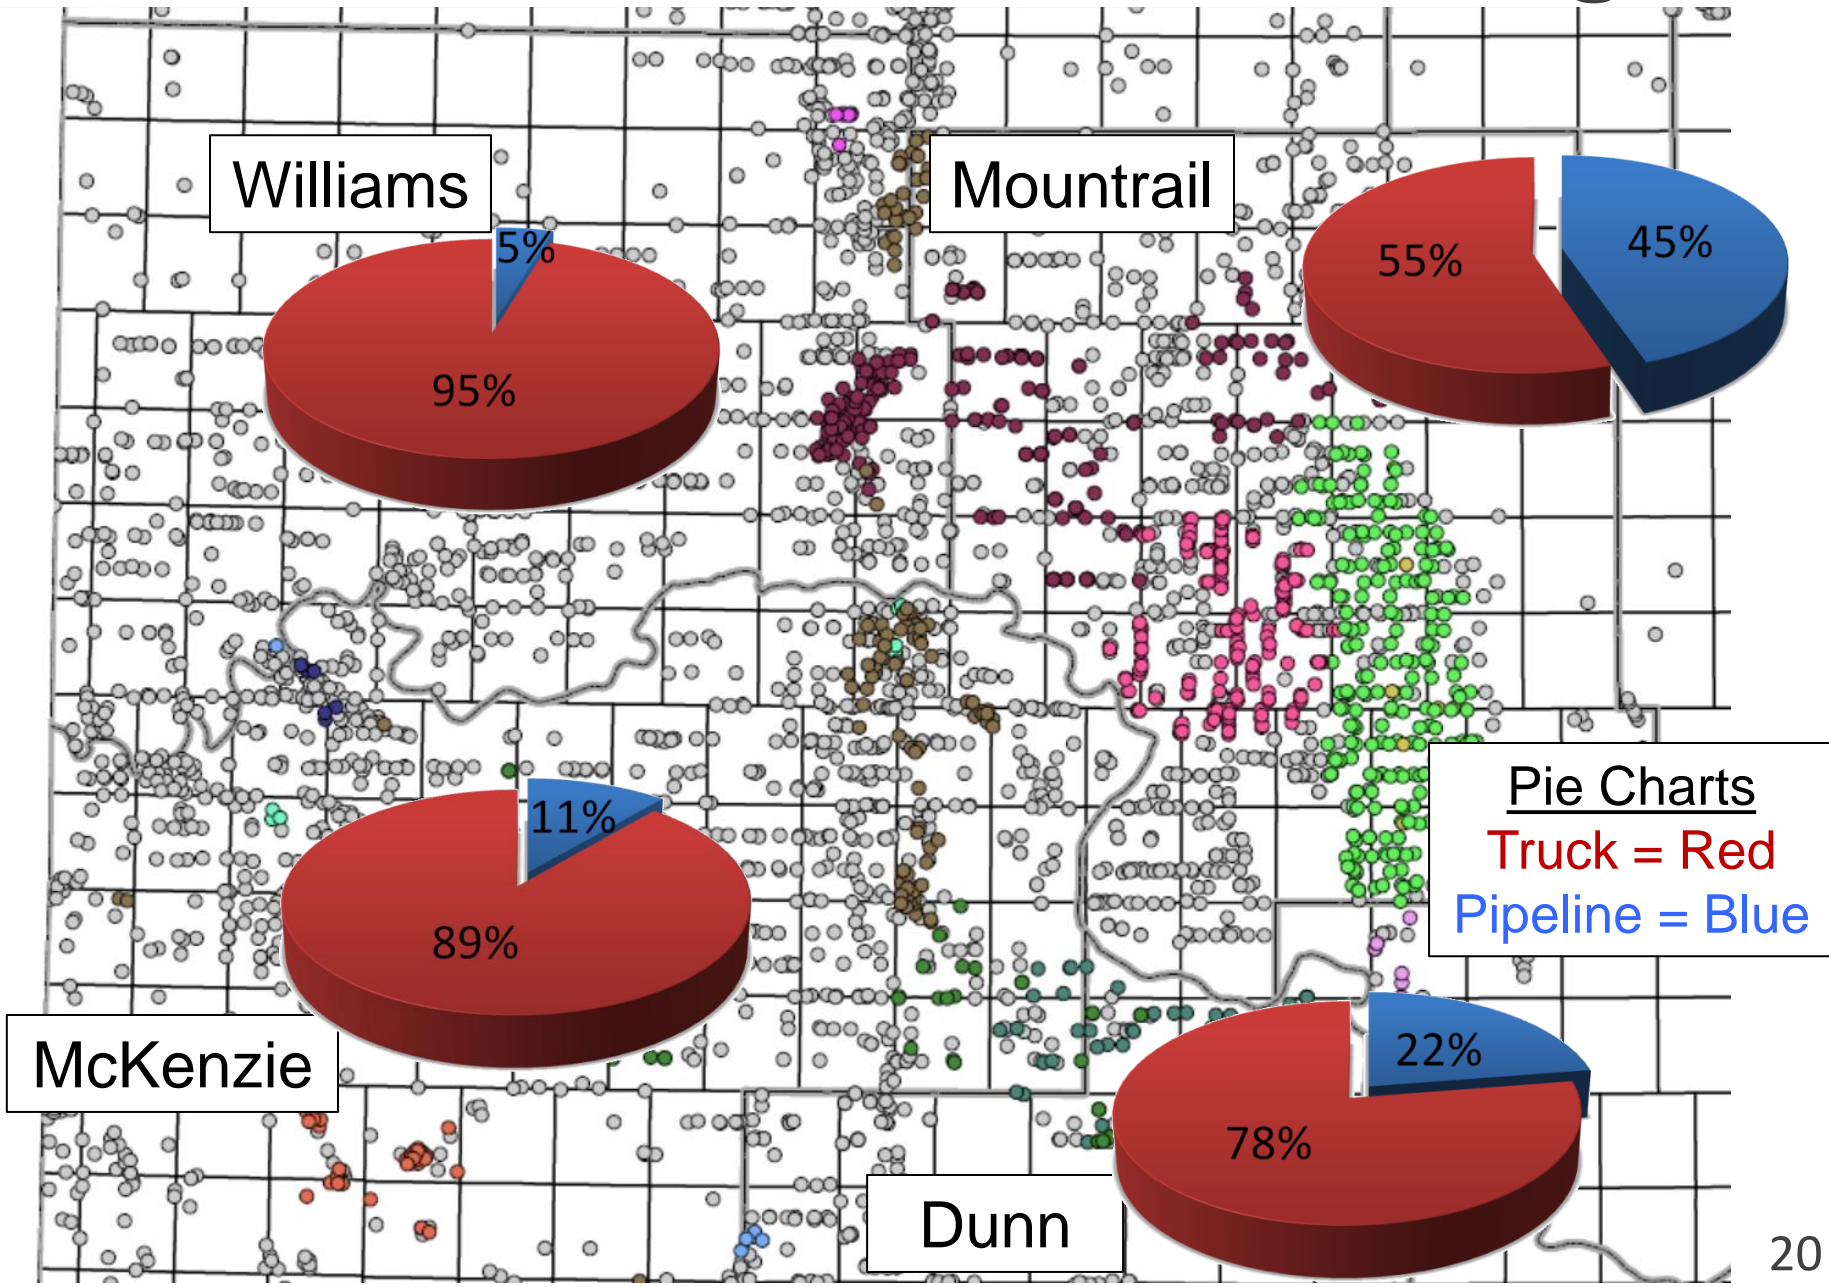 Williams
5%
95%
Mountrail
55%
45%
11%
89%
McKenzie
Pie Charts
Truck = Red
Pipeline = Blue
22%
78%
Dunn
20